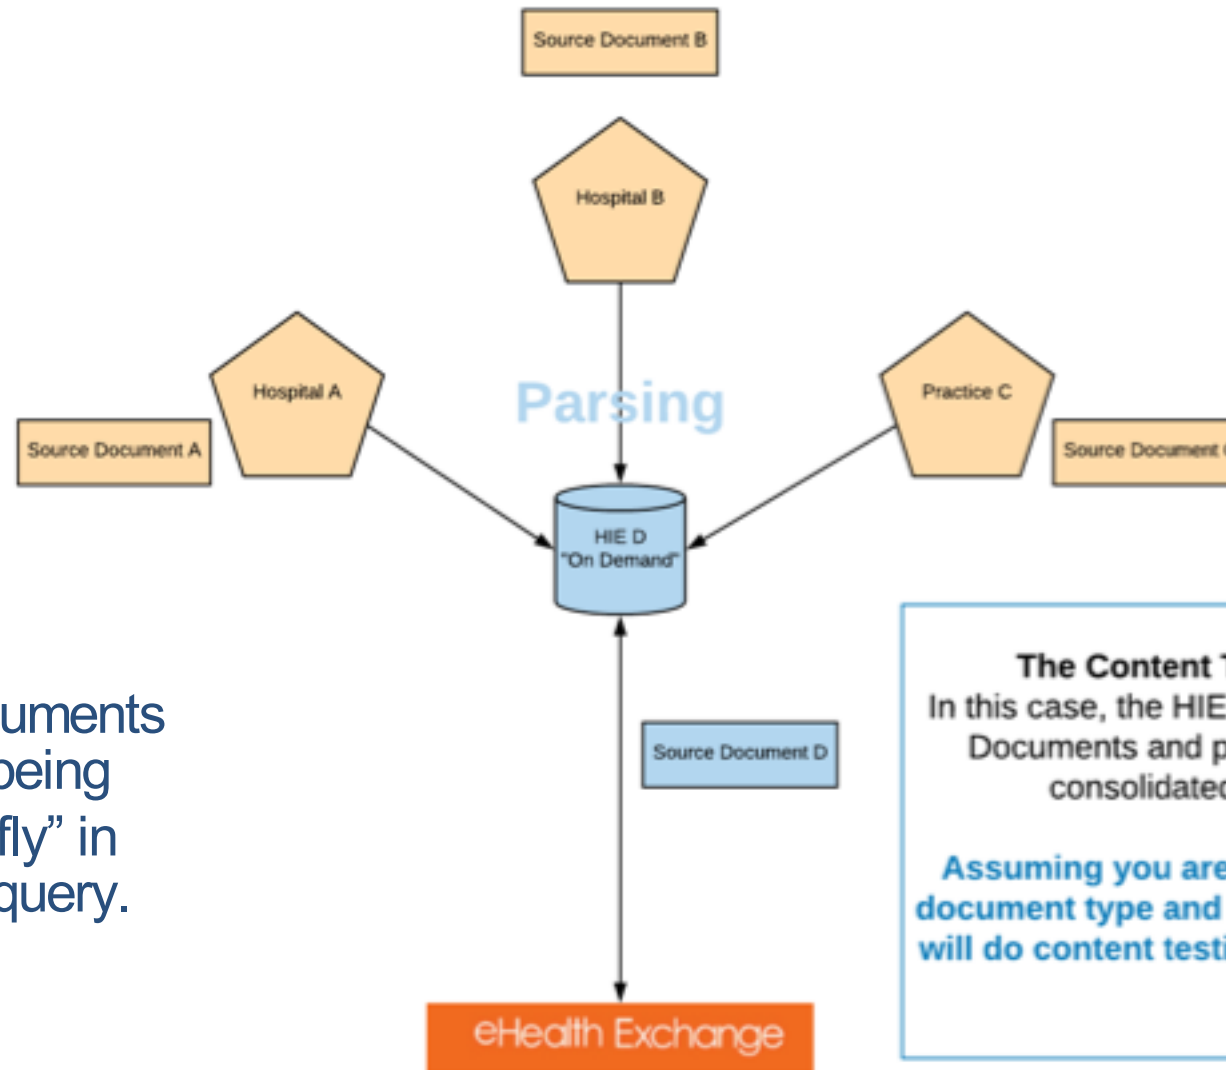 Source Document B
Hospital B
Hospital A
Parsing
Practice C
Source Document A
Source Document
HIE D
"On Demand"
The Content
In this case, the HIE
Documents and
consolidated
Assuming you are
document type and
will do content
uments
being
fly” in
query.
Source Document D
eHealth Exchange